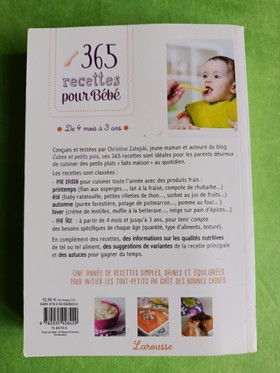 365
recettes
pour Bébé
De 4 mois à 3 ans
Conçues et testées par Christine Zalejski, jeune maman et auteure du blog
Cubes et petits pois, ces 365 recettes sont idéales pour les parents désireux
de cuisiner des petits plats « faits maison » au quotidien.
Les recettes sont classées :
- PAR SAISON pour cuisiner toute l'année avec des produits frais :
printemps (flan aux asperges..., lait à la fraise, compote de rhubarbe...)
été (baby ratatouille, petites rillettes de thon..., sorbet au jus de fruits...)
automne (purée forestière, potage de potimarron..., pomme au four...)
hiver (crème de lentilles, muffin à la betterave..., neige sur pain d'épices...)
- PAR ÂGE : à partir de 4 mois et jusqu'à 3 ans, pour tenir compte
des besoins spécifiques de chaque âge (quantité, type d'aliments, texture).
En complément des recettes, des informations sur les qualités nutritives
de tel ou tel aliment, des suggestions de variantes de la recette principale
et des astuces pour gagner du temps.
UNE ANNÉE DE RECETTES SIMPLES, SAINES ET ÉQUILIBRÉES
POUR INITIER LES TOUT-PETITS AU GOÛT DES BONNES CHOSES.
Larousse